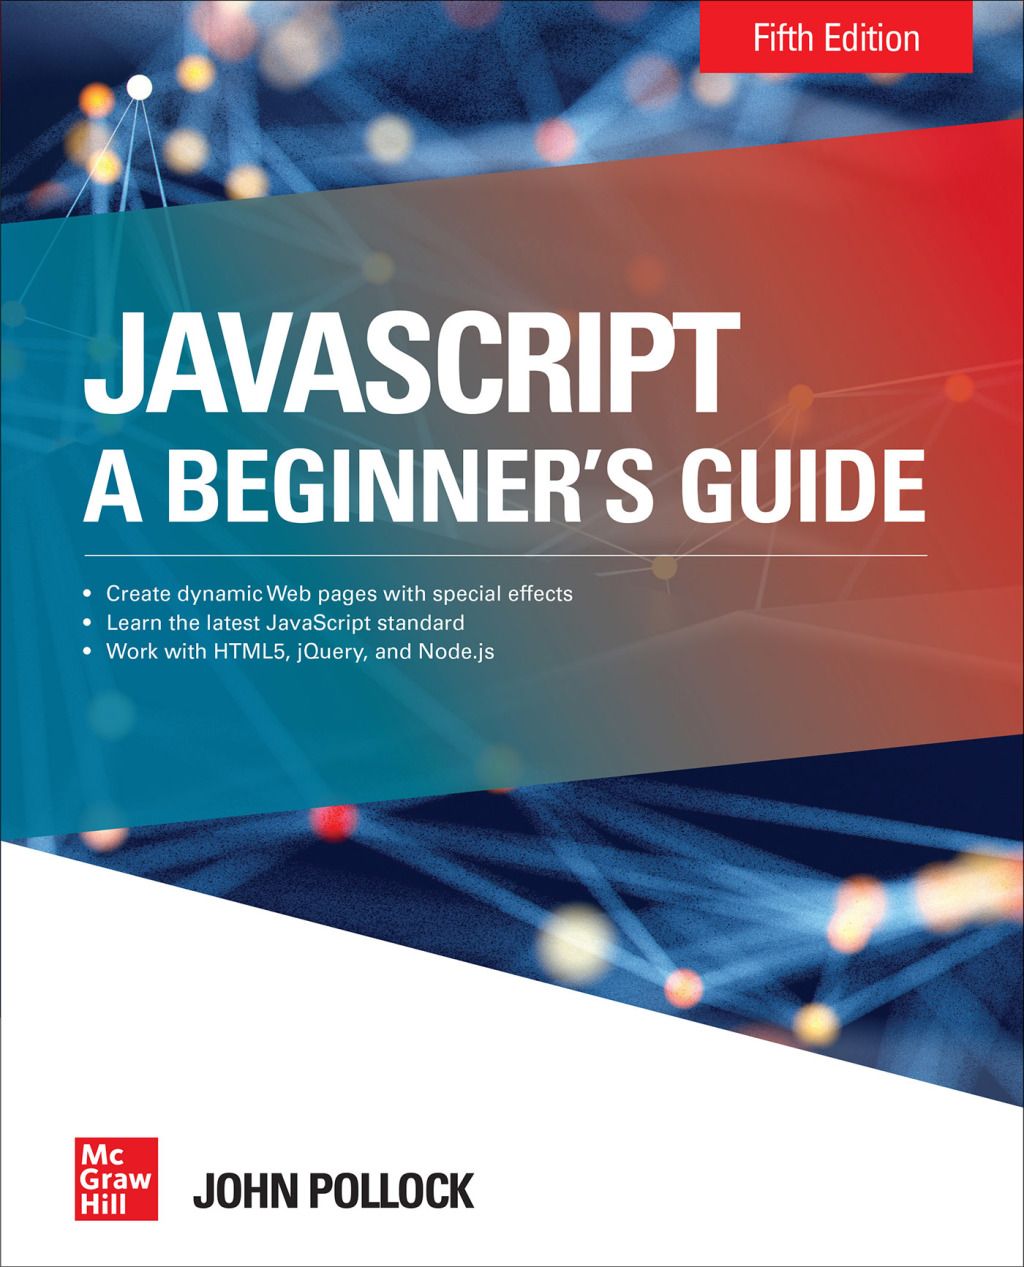 Fifth Edition
JAVASCRIPT
A BEGINNER’S GUIDE
• Create dynamic Web pages with special effects
• Learn the latest JavaScript standard
• Work with HTML5, jQuery, and Node.js
Mc
Graw
Hill
JOHN POLLOCK